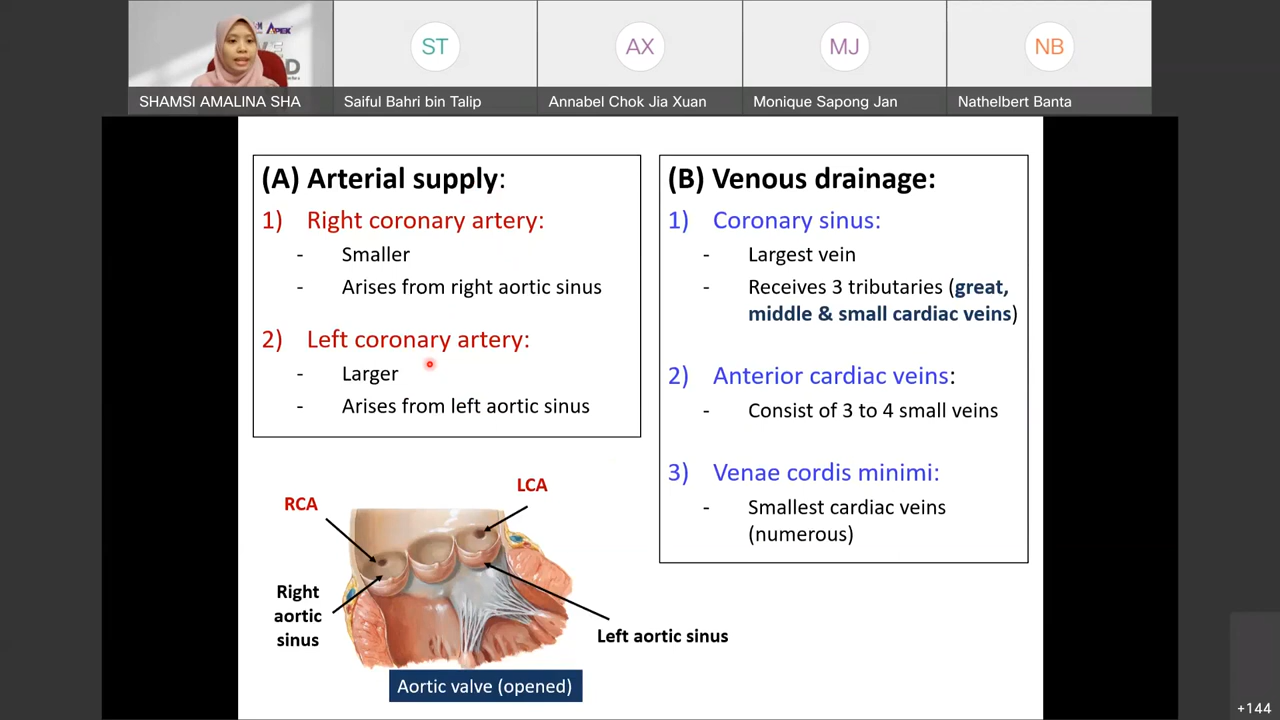 APEK
ST
AX
MJ
NB
SHAMSI AMALINA SHA
Saiful Bahri bin Talip
Annabel Chok Jia Xuan
Monique Sapong Jan
Nathelbert Banta
(A) Arterial supply:
1) Right coronary artery:
- Smaller
- Arises from right aortic sinus
2) Left coronary artery:
- Larger
- Arises from left aortic sinus
(B) Venous drainage:
1) Coronary sinus:
- Largest vein
- Receives 3 tributaries (great,
middle & small cardiac veins)
2) Anterior cardiac veins:
- Consist of 3 to 4 small veins
3) Venae cordis minimi:
- Smallest cardiac veins
(numerous)
LCA
RCA
Right
aortic
sinus
Left aortic sinus
Aortic valve (opened)
+144